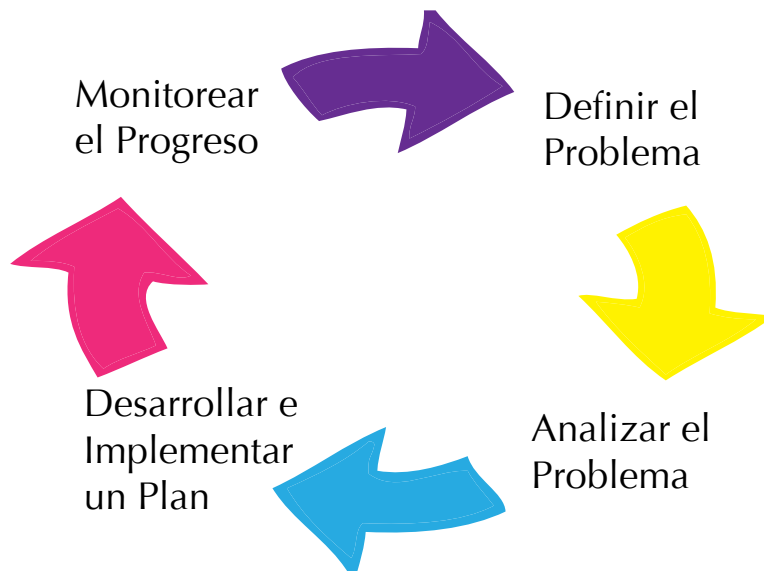 Monitorear
el Progreso
Definir el
Problema
Analizar el
Problema
Desarrollar e
Implementar
un Plan